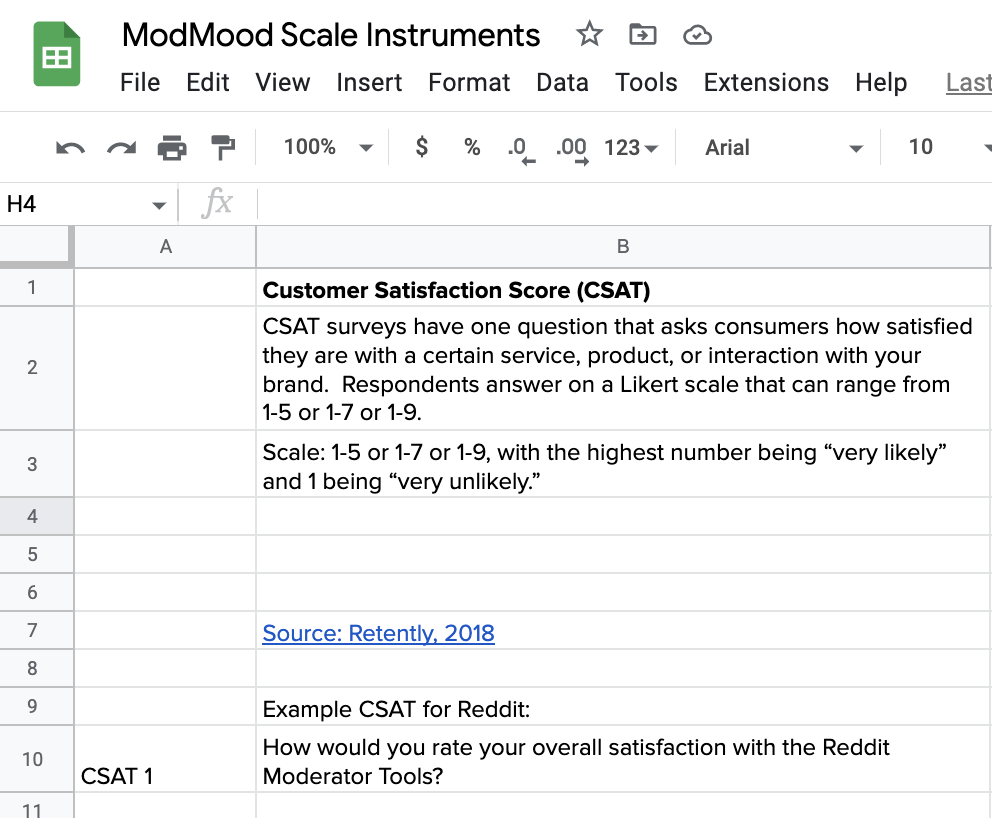 ModMood Scale Instruments
File Edit View Insert Format Data Tools Extensions Help Last
100% $ % .0 .00 123 Arial 10
H4 fx
A B
1 Customer Satisfaction Score (CSAT)
2 CSAT surveys have one question that asks consumers how satisfied
they are with a certain service, product, or interaction with your
brand.  Respondents answer on a Likert scale that can range from
1-5 or 1-7 or 1-9.
3 Scale: 1-5 or 1-7 or 1-9, with the highest number being “very likely”
and 1 being “very unlikely.”
4
5
6
7 Source: Retently, 2018
8
9 Example CSAT for Reddit:
10 CSAT 1 How would you rate your overall satisfaction with the Reddit
Moderator Tools?
11